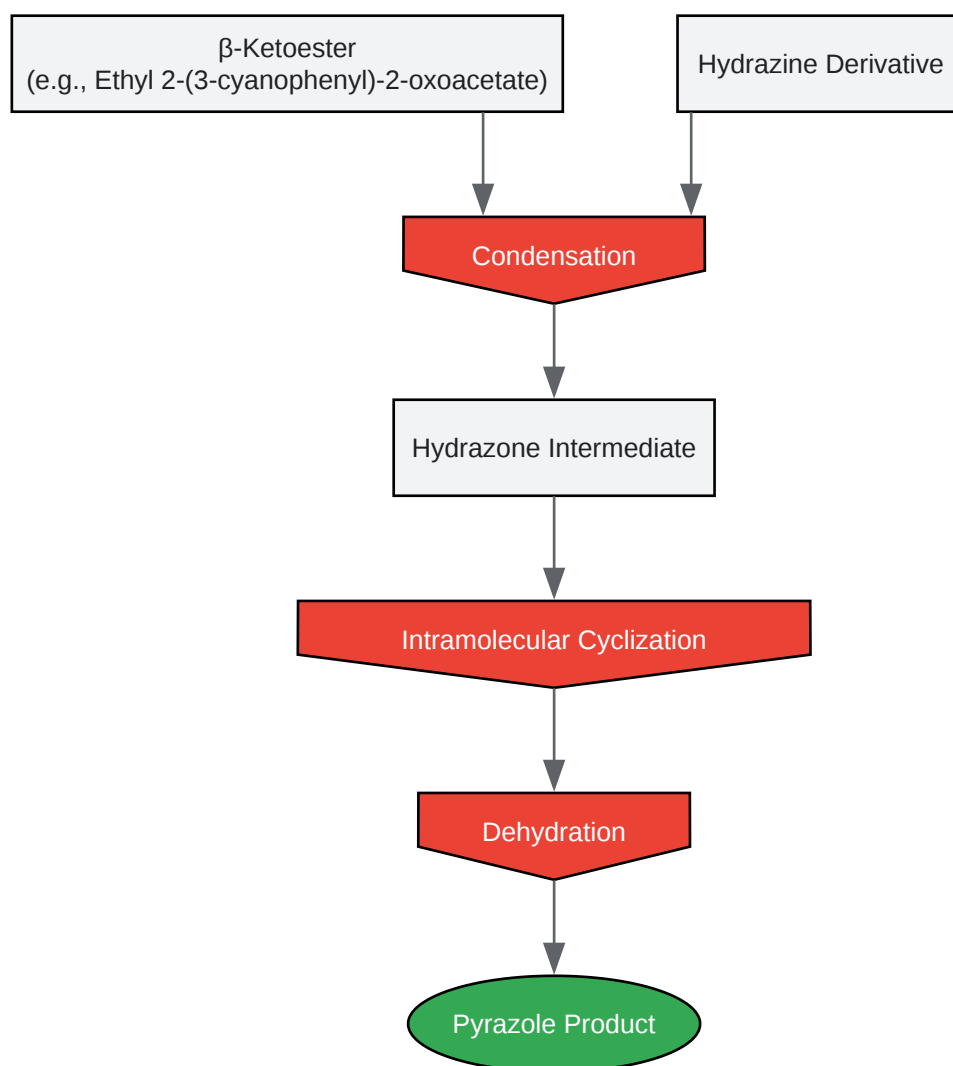 β-Ketoester
(e.g., Ethyl 2-(3-cyanophenyl)-2-oxoacetate)
Hydrazine Derivative
Condensation
Hydrazone Intermediate
Intramolecular Cyclization
Dehydration
Pyrazole Product